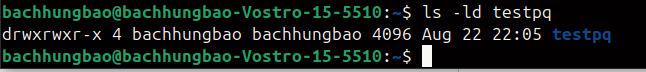 bachhungbao@bachhungbao-Vostro-15-5510:~$ ls -ld testpq
drwxrwxr-x 4 bachhungbao bachhungbao 4096 Aug 22 22:05 testpq
bachhungbao@bachhungbao-Vostro-15-5510:~$